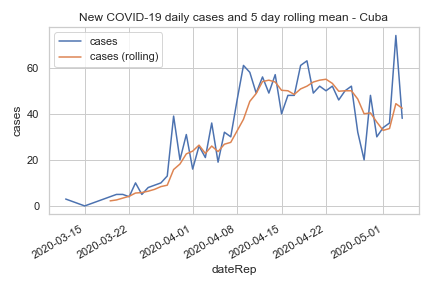 New COVID-19 daily cases and 5 day rolling mean - Cuba
cases
cases (rolling)
cases
60
40
20
0
2020-03-15
2020-03-22
2020-04-01
2020-04-08
2020-04-15
2020-04-22
2020-05-01
dateRep